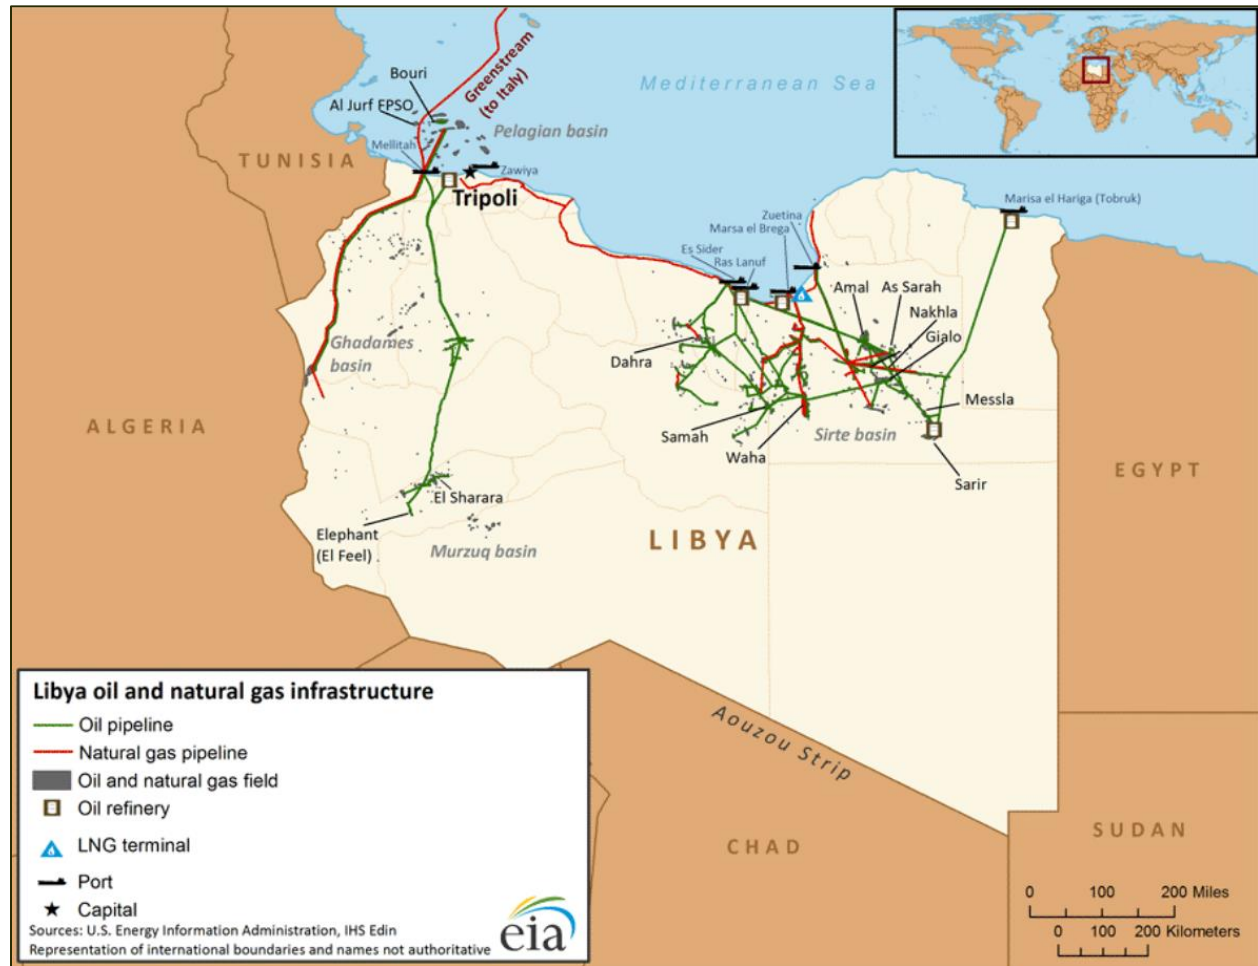 Bouri
Al Jurf FPSO
Greenstream
(to Italy)
Mediterranean Sea
Pelagian basin
TUNISIA
Mellitah
Zawiya
Tripoli
Marisa el Hariga (Tobruk)
Zuetina
Marsa el Brega
Es Sider
Ras Lanuf
Amal
As Sarah
Nakhla
Gialo
Ghadames
basin
Dahra
ALGERIA
Messla
Samah
Sirte basin
Waha
EGYPT
Sarir
El Sharara
Elephant
(El Feel)
Murzuq basin
LIBYA
Aouzou Strip
CHAD
SUDAN
Libya oil and natural gas infrastructure
Oil pipeline
Natural gas pipeline
Oil and natural gas field
Oil refinery
LNG terminal
Port
Capital
Sources: U.S. Energy Information Administration, IHS Edin
Representation of international boundaries and names not authoritative
eia
0 100 200 Miles
0 100 200 Kilometers